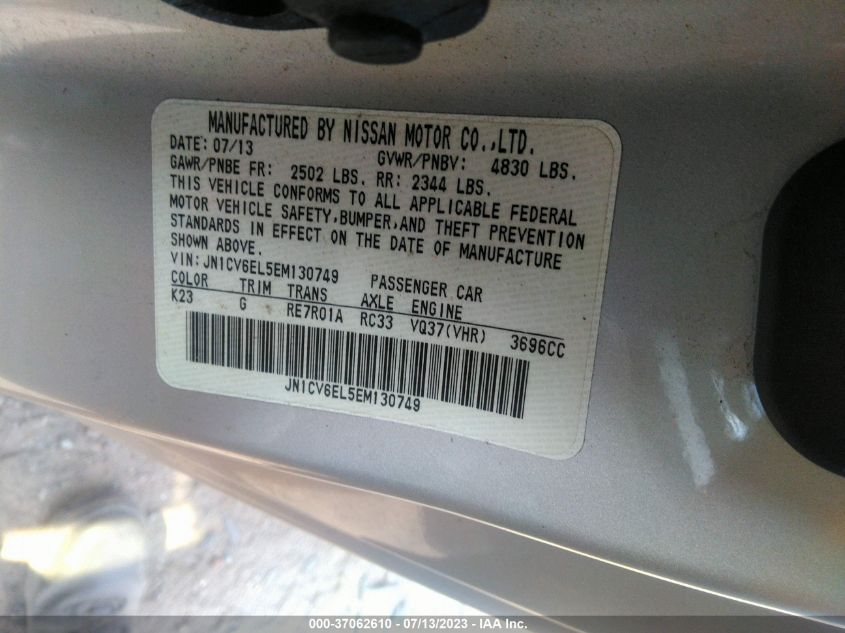 MANUFACTURED BY NISSAN MOTOR CO.,LTD.
DATE: 07/13 GVWR/PNBV: 4830 LBS.
GAWR/PNBE FR: 2502 LBS. RR: 2344 LBS.
THIS VEHICLE CONFORMS TO ALL APPLICABLE FEDERAL
MOTOR VEHICLE SAFETY,BUMPER,AND THEFT PREVENTION
STANDARDS IN EFFECT ON THE DATE OF MANUFACTURE
SHOWN ABOVE.
VIN:JN1CV6EL5EM130749 PASSENGER CAR
COLOR TRIM TRANS AXLE ENGINE
K23 G RE7R01A RC33 VQ37(VHR) 3696CC
JN1CV6EL5EM130749
000-37062610 - 07/13/2023 - IAA Inc.